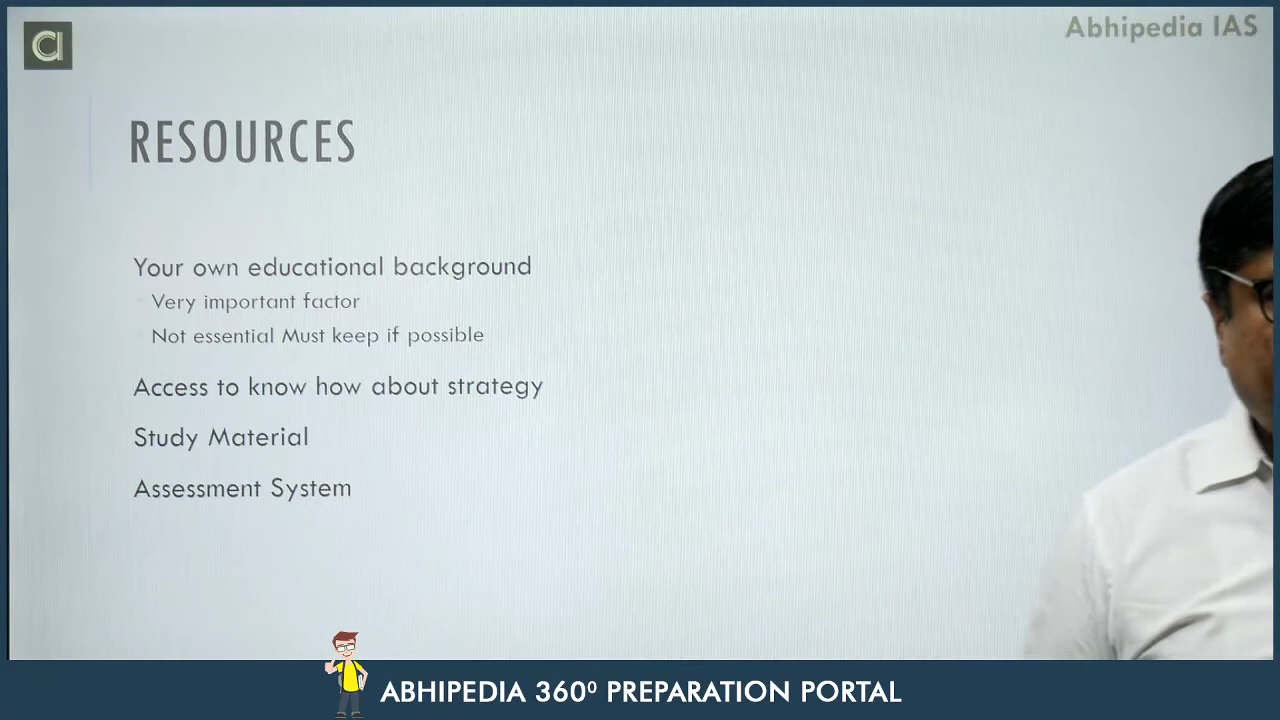 Abhipedia IAS
RESOURCES
Your own educational background
Very important factor
Not essential Must keep if possible
Access to know how about strategy
Study Material
Assessment System
ABHIPEDIA 360⁰ PREPARATION PORTAL